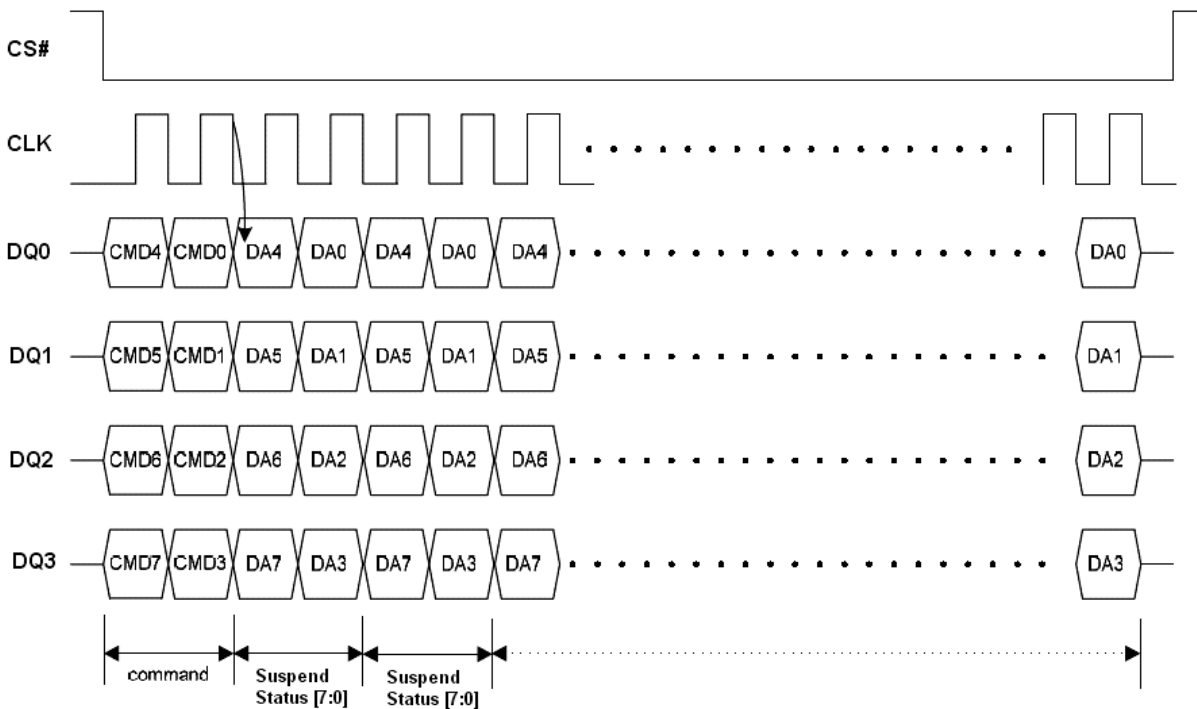 CS#
CLK
DQ0 CMD4 CMD0 DA4 DA0 DA4 DA0 DA4 DA0
DQ1 CMD5 CMD1 DA5 DA1 DA5 DA1 DA5 DA1
DQ2 CMD6 CMD2 DA6 DA2 DA6 DA2 DA6 DA2
DQ3 CMD7 CMD3 DA7 DA3 DA7 DA3 DA7 DA3
command Suspend Suspend
Status [7:0] Status [7:0]